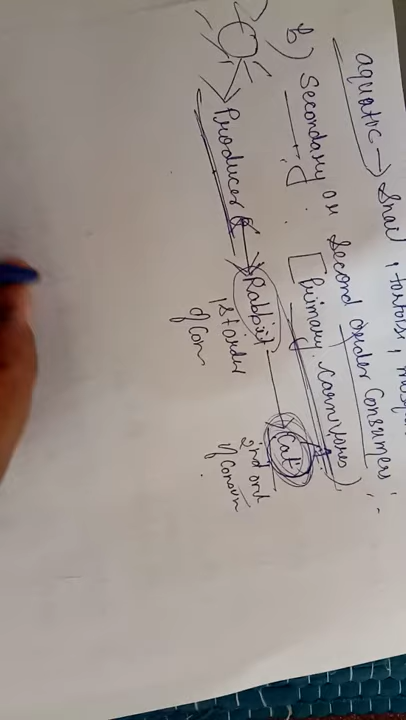 aquatic → Snail, tortoise,
b) Secondary or Second order Consumers :-
[Primary Carnivores)
Producer → Rabbit → Cat
1st order
of Con
2nd ord
of Consum